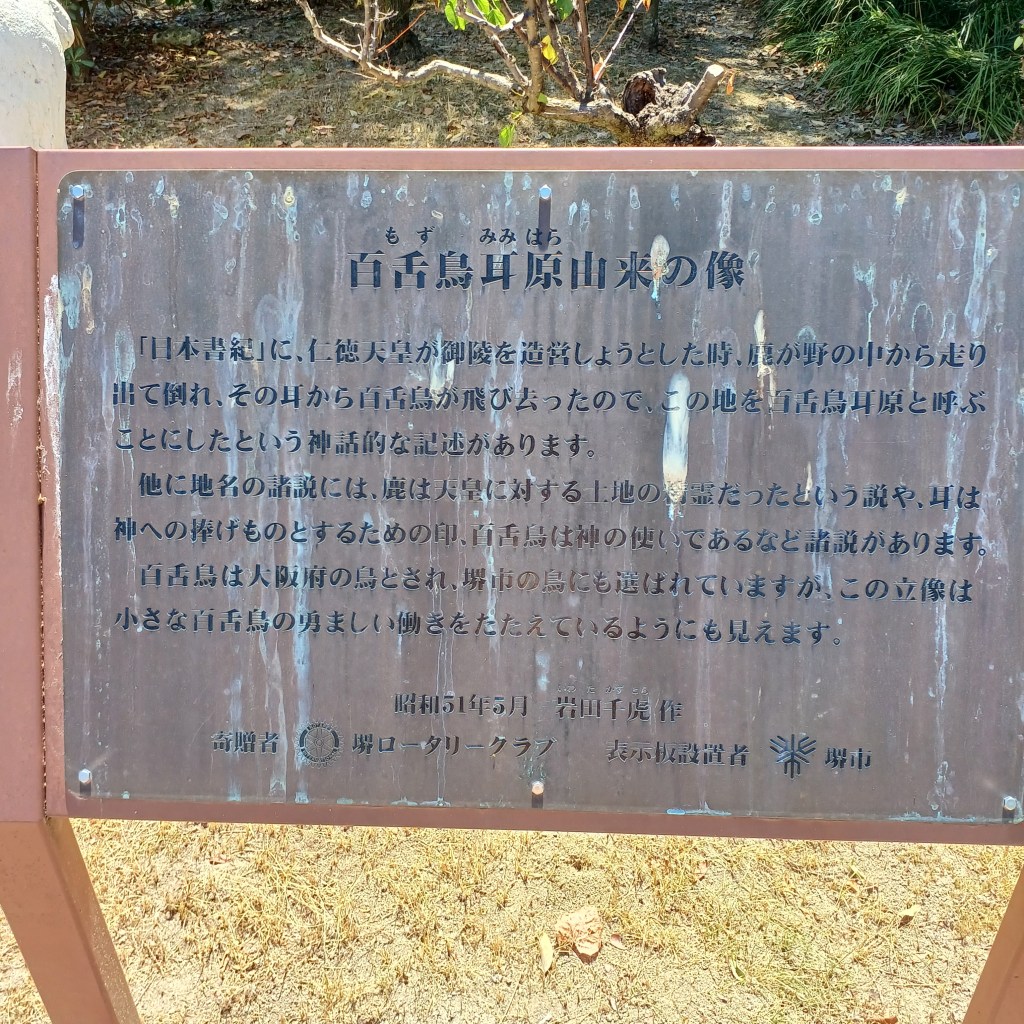 もず みみはら
百舌鳥耳原由来の像
「日本書紀」に、仁徳天皇が御陵を造営しょうとした時、鹿が野の中から走り
出て倒れ、その耳から百舌鳥が飛び去ったので、この地を百舌鳥耳原と呼ぶ
ことにしたという神話的な記述があります。
他に地名の諸説には、鹿は天皇に対する土地の精霊だったという説や、耳は
神への捧げものとするための印、百舌鳥は神の使いであるなど諸説があります。
百舌鳥は大阪府の鳥とされ、堺市の鳥にも選ばれていますが、この立像は
小さな百舌鳥の勇ましい働きをたたえているようにも見えます。
昭和51年5月 岩田千虎 作
寄贈者 堺ロータリークラブ 表示板設置者 堺市